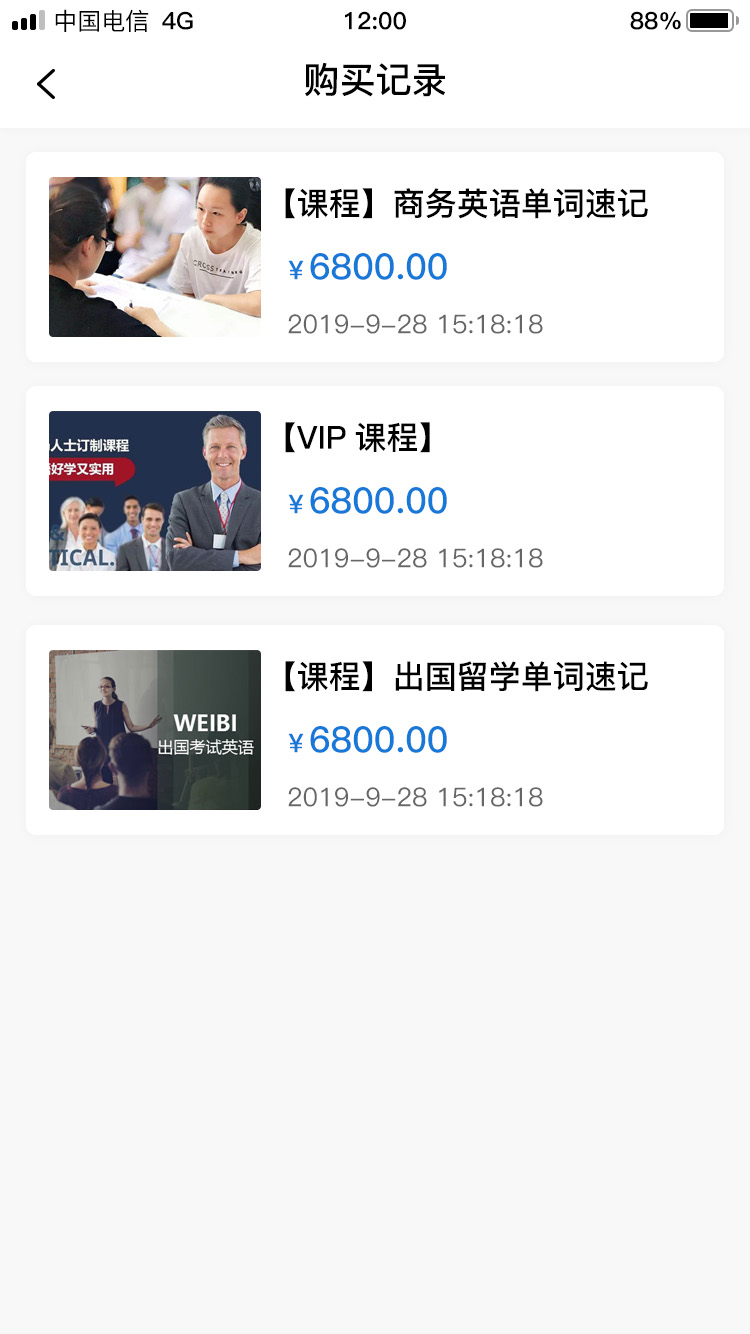 中国电信 4G 12:00 88%
购买记录
【课程】商务英语单词速记
¥6800.00
2019-9-28 15:18:18
CROSS TRAINING
【VIP 课程】
¥6800.00
2019-9-28 15:18:18
人士订制课程
好学又实用
&
TICAL.
【课程】出国留学单词速记
¥6800.00
2019-9-28 15:18:18
WEIBI
出国考试英语